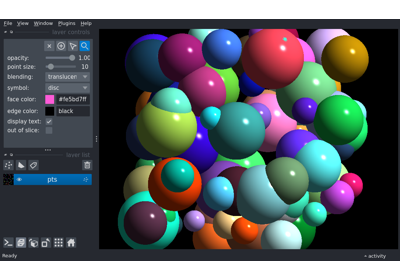 File View Window Plugins Help
layer controls
opacity: 1.00
point size: 10
blending: translucen
symbol: disc
face color: #fe5bd7ff
edge color: black
display text:
out of slice:
layer list
pts
Ready
activity